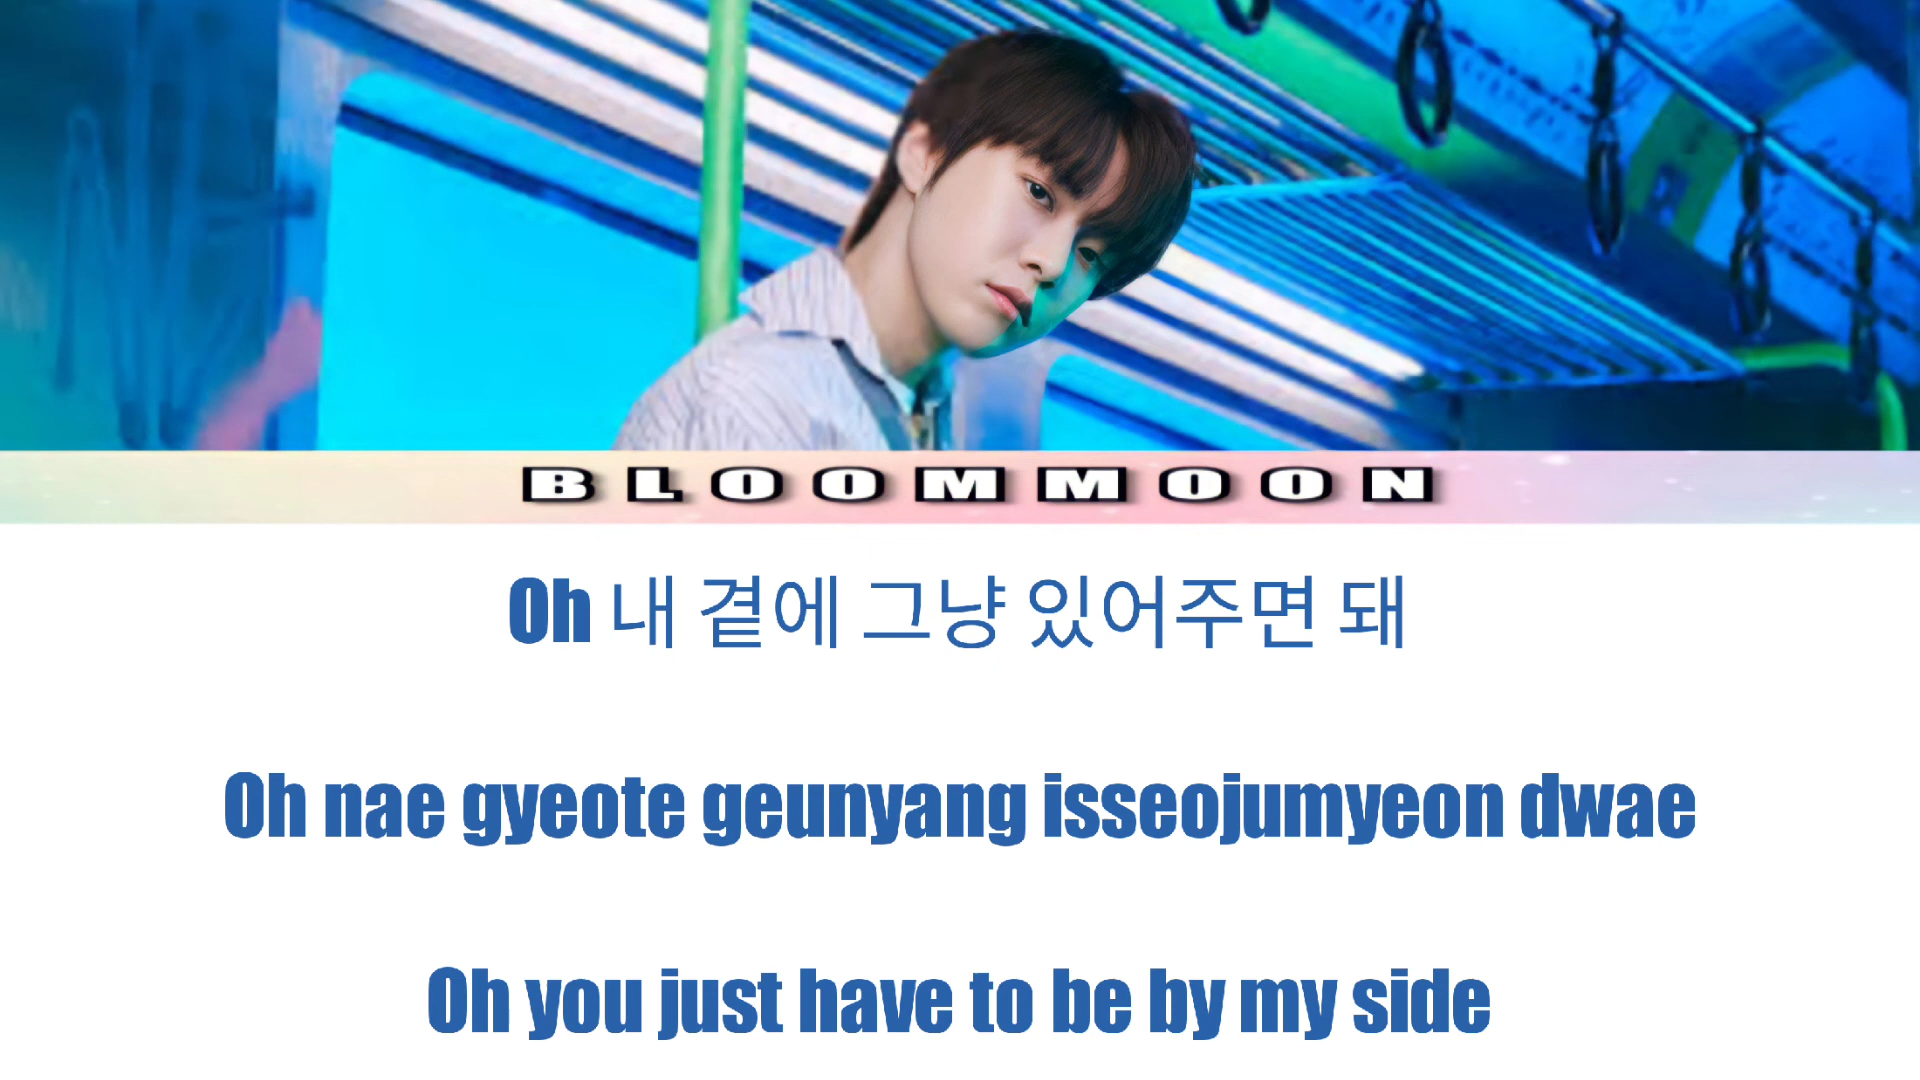 BLOOMMOON
Oh 내 곁에 그냥 있어주면 돼
Oh nae gyeote geunyang isseojumyeon dwae
Oh you just have to be by my side